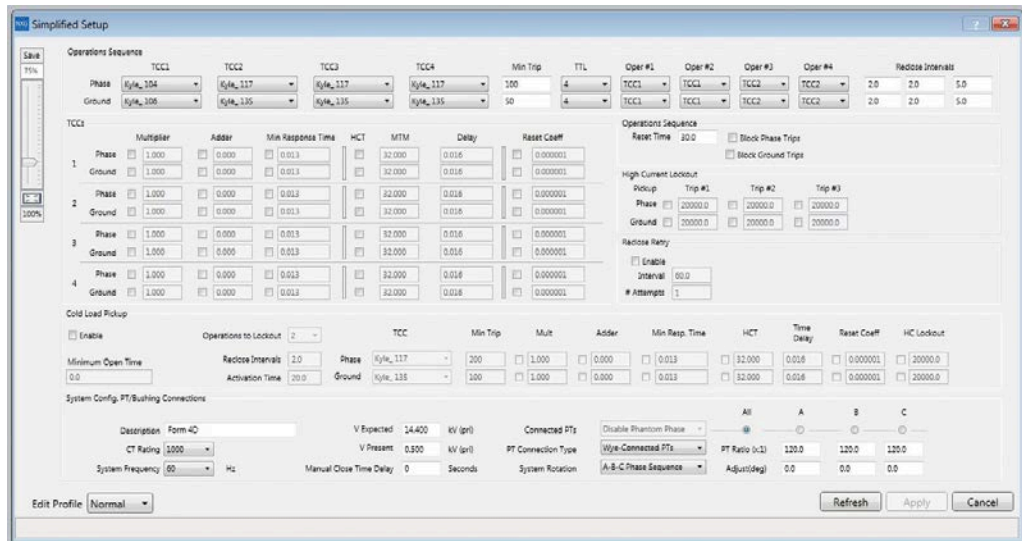 Simplified Setup
Save
75%
100%
Operations Sequence
TCC1 TCC2 TCC3 TCC4 Min Trip TTL Oper #1 Oper #2 Oper #3 Oper #4 Reclose Intervals
Phase Kyle_104 Kyle_117 Kyle_117 Kyle_117 100 4 TCC1 TCC1 TCC2 TCC2 2.0 2.0 5.0
Ground Kyle_106 Kyle_135 Kyle_135 Kyle_135 50 4 TCC1 TCC1 TCC2 TCC2 2.0 2.0 5.0
TCCs
Multiplier Adder Min Response Time HCT MTM Delay Reset Coeff
1
Phase 1.000 0.000 0.013 32.000 0.016 0.000001
Ground 1.000 0.000 0.013 32.000 0.016 0.000001
2
Phase 1.000 0.000 0.013 32.000 0.016 0.000001
Ground 1.000 0.000 0.013 32.000 0.016 0.000001
3
Phase 1.000 0.000 0.013 32.000 0.016 0.000001
Ground 1.000 0.000 0.013 32.000 0.016 0.000001
4
Phase 1.000 0.000 0.013 32.000 0.016 0.000001
Ground 1.000 0.000 0.013 32.000 0.016 0.000001
Operations Sequence
Reset Time 30.0 Block Phase Trips
Block Ground Trips
High Current Lockout
Pickup Trip #1 Trip #2 Trip #3
Phase 20000.0 20000.0 20000.0
Ground 20000.0 20000.0 20000.0
Reclose Retry
Enable
Interval 60.0
# Attempts 1
Cold Load Pickup
Enable Operations to Lockout 2 TCC Min Trip Mult Adder Min Resp. Time HCT Time Delay Reset Coeff HC Lockout
Minimum Open Time Reclose Intervals 2.0 Phase Kyle_117 200 1.000 0.000 0.013 32.000 0.016 0.000001 20000.0
0.0 Activation Time 20.0 Ground Kyle_135 100 1.000 0.000 0.013 32.000 0.016 0.000001 20000.0
System Config. PT/Bushing Connections
All A B C
Description Form 4D V Expected 14.400 kV (pri) Connected PTs Disable Phantom Phase
CT Rating 1000 V Present 0.500 kV (pri) PT Connection Type Wye-Connected PTs PT Ratio (x:1) 120.0 120.0 120.0
System Frequency 60 Hz Manual Close Time Delay 0 Seconds System Rotation A-B-C Phase Sequence Adjust(deg) 0.0 0.0 0.0
Edit Profile Normal Refresh Apply Cancel